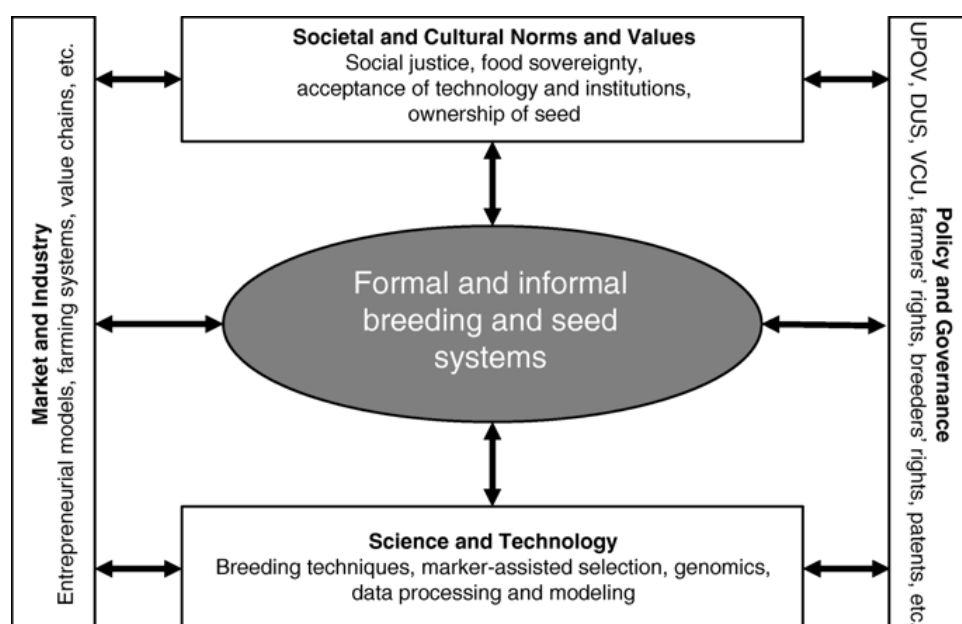 Societal and Cultural Norms and Values
Social justice, food sovereignty,
acceptance of technology and institutions,
ownership of seed
Market and Industry
Entrepreneurial models, farming systems, value chains, etc.
Formal and informal
breeding and seed
systems
Policy and Governance
UPOV, DUS, VCU, farmers’ rights, breeders’ rights, patents, etc.
Science and Technology
Breeding techniques, marker-assisted selection, genomics,
data processing and modeling